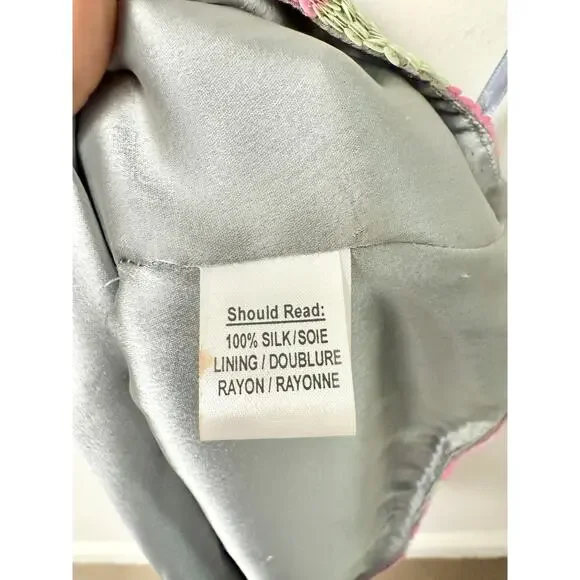 Should Read:
100% SILK/SOIE
LINING / DOUBLURE
RAYON / RAYONNE